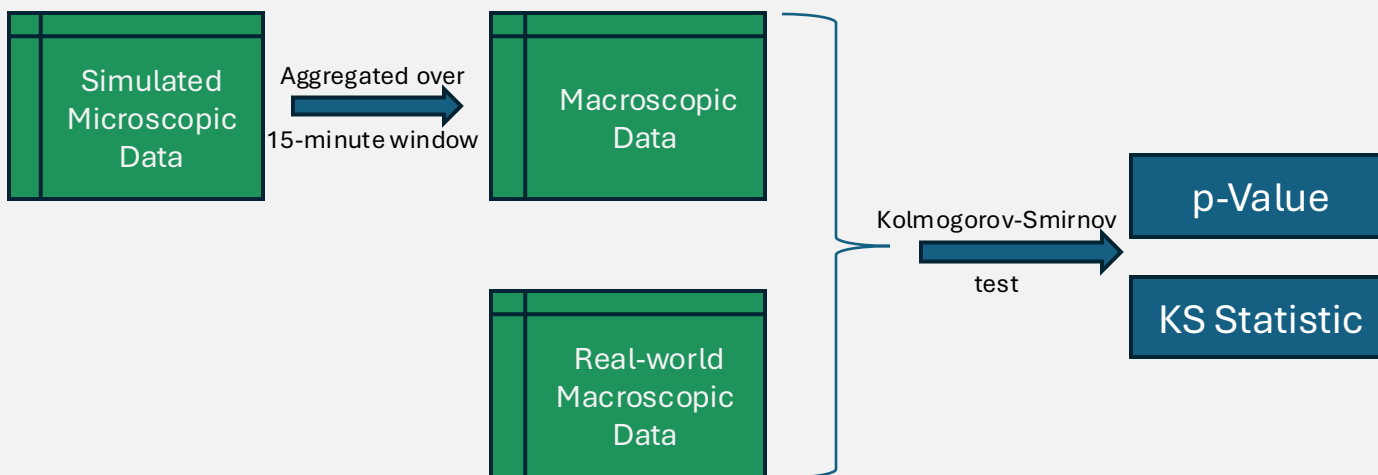 Simulated
Microscopic
Data
Aggregated over
15-minute window
Macroscopic
Data
Real-world
Macroscopic
Data
Kolmogorov-Smirnov
test
p-Value
KS Statistic